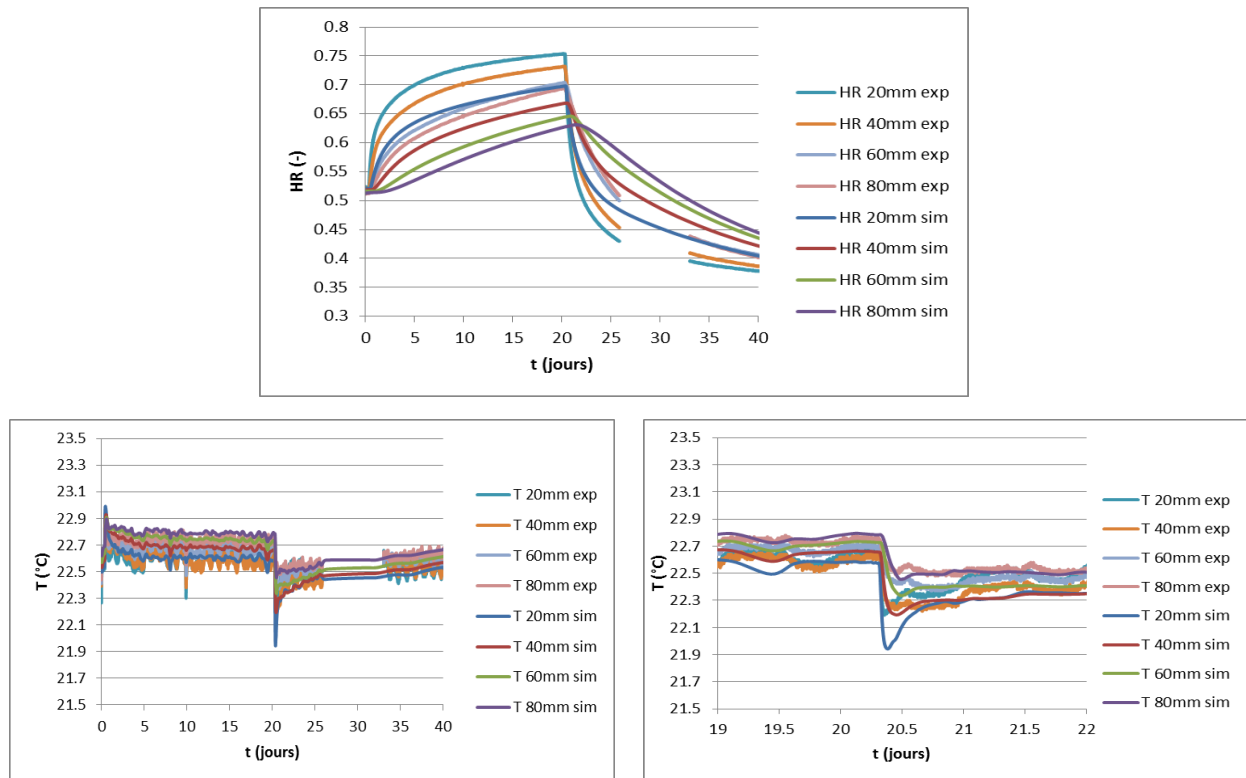 0.8
0.75
0.7
0.65
0.6
0.55
0.5
0.45
0.4
0.35
0.3
HR (-)
0 5 10 15 20 25 30 35 40
t (jours)
HR 20mm exp
HR 40mm exp
HR 60mm exp
HR 80mm exp
HR 20mm sim
HR 40mm sim
HR 60mm sim
HR 80mm sim
23.5
23.3
23.1
22.9
22.7
22.5
22.3
22.1
21.9
21.7
21.5
T (°C)
0 5 10 15 20 25 30 35 40
t (jours)
T 20mm exp
T 40mm exp
T 60mm exp
T 80mm exp
T 20mm sim
T 40mm sim
T 60mm sim
T 80mm sim
23.5
23.3
23.1
22.9
22.7
22.5
22.3
22.1
21.9
21.7
21.5
T (°C)
19 19.5 20 20.5 21 21.5 22
t (jours)
T 20mm exp
T 40mm exp
T 60mm exp
T 80mm exp
T 20mm sim
T 40mm sim
T 60mm sim
T 80mm sim